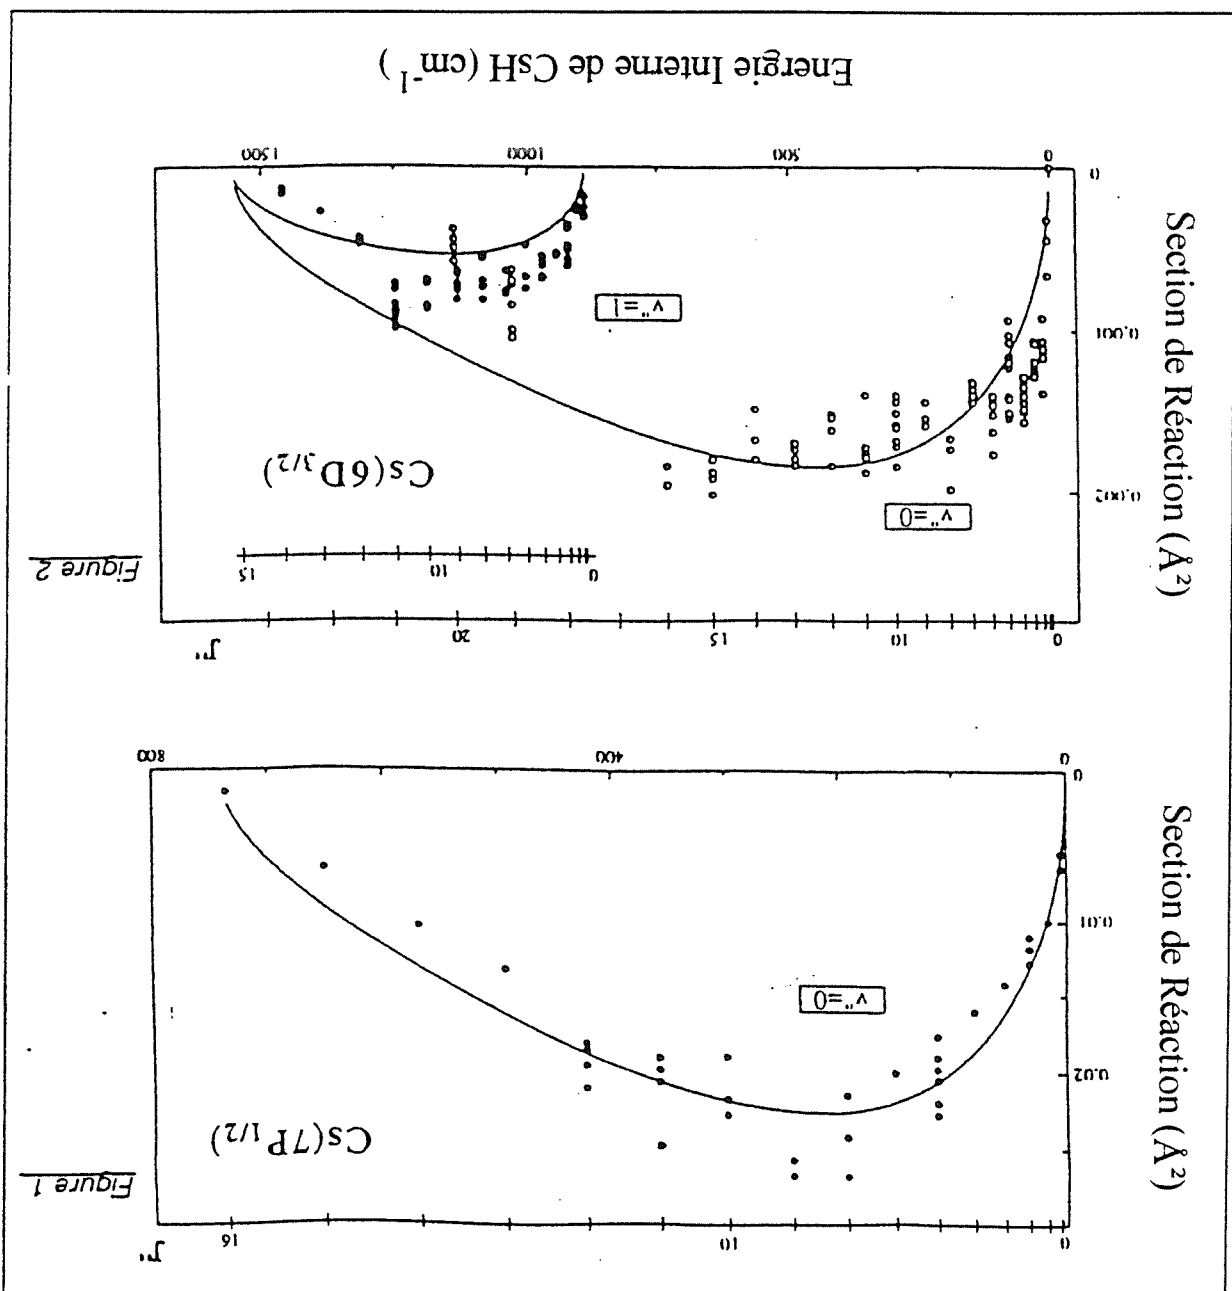 0 10 16 J"
Figure 1
Cs(7P1/2)
Section de Réaction (Å²)
0.02
v"=0
0.01
0
0 400 800
0 10 15 20 J"
Figure 2
0 10 15
v"=0
Section de Réaction (Å²)
0.002
Cs(6D3/2)
0.001
v"=1
0
0 500 1000 1500
Energie Interne de CsH (cm-1)